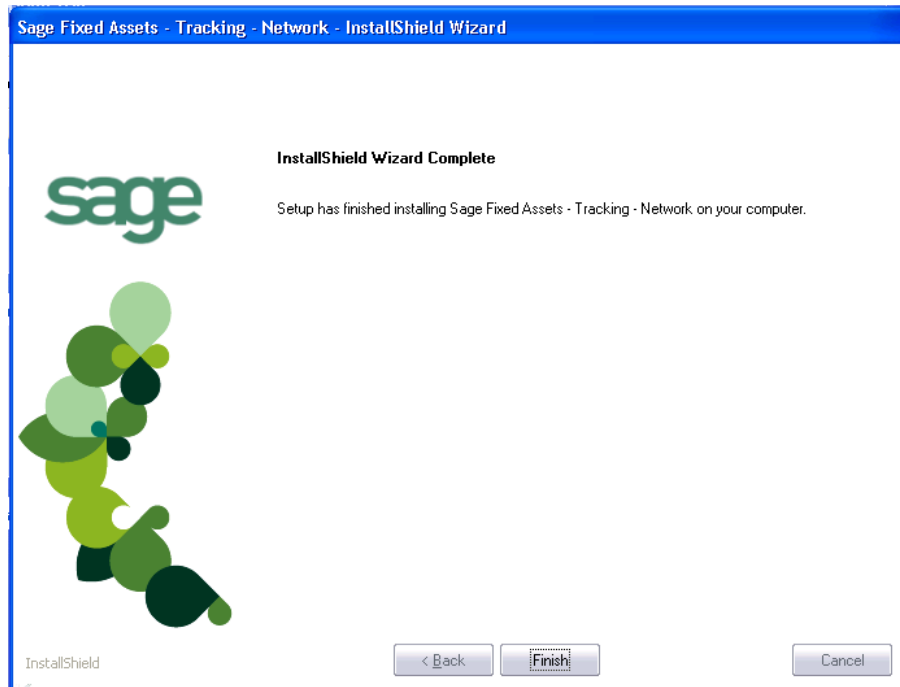 Sage Fixed Assets - Tracking - Network - InstallShield Wizard
InstallShield Wizard Complete
sage
Setup has finished installing Sage Fixed Assets - Tracking - Network on your computer.
InstallShield
< Back
Finish
Cancel